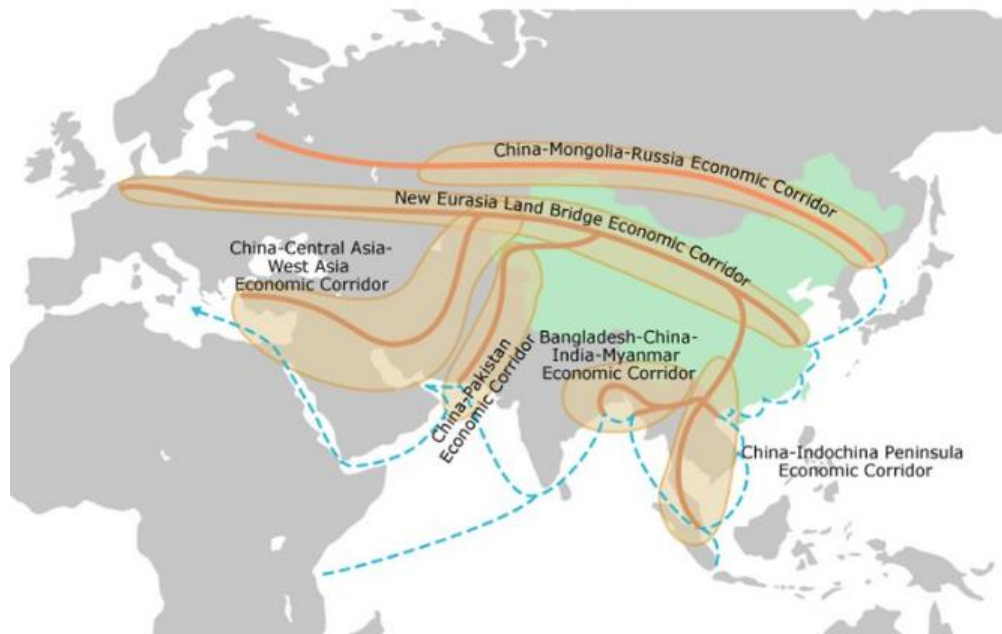 China-Mongolia-Russia Economic Corridor
New Eurasia Land Bridge Economic Corridor
China-Central Asia-
West Asia
Economic Corridor
China-Pakistan
Economic Corridor
Bangladesh-China-
India-Myanmar
Economic Corridor
China-Indochina Peninsula
Economic Corridor